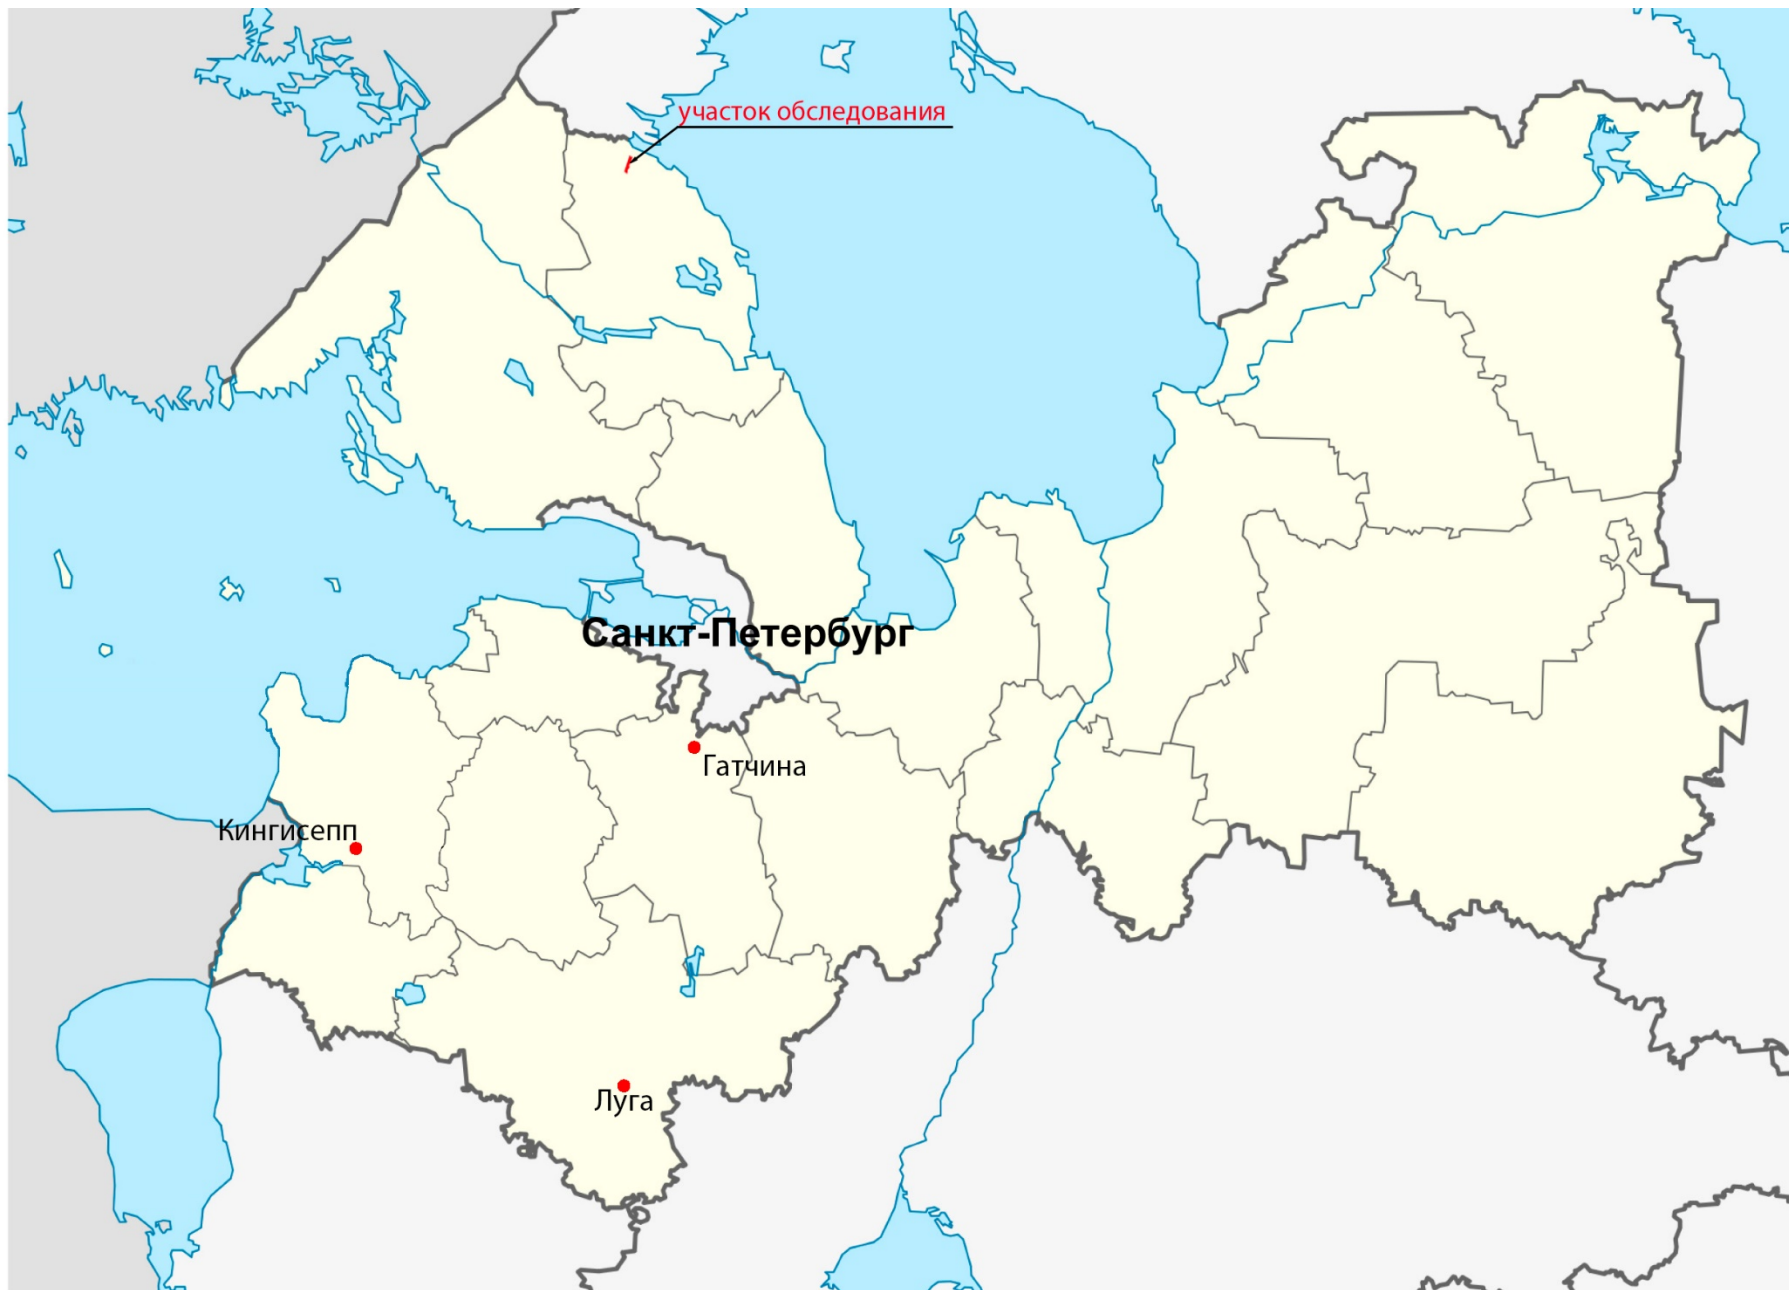 участок обследования
Санкт-Петербург
Гатчина
Кингисепп
Луга